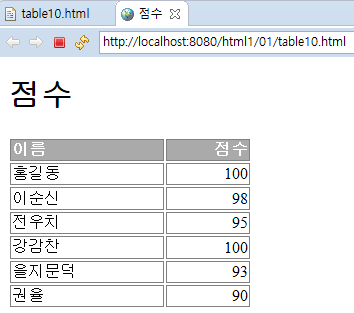 table10.html 점수
http://localhost:8080/html1/01/table10.html
점수
이름 점수
홍길동 100
이순신 98
전우치 95
강감찬 100
을지문덕 93
권율 90